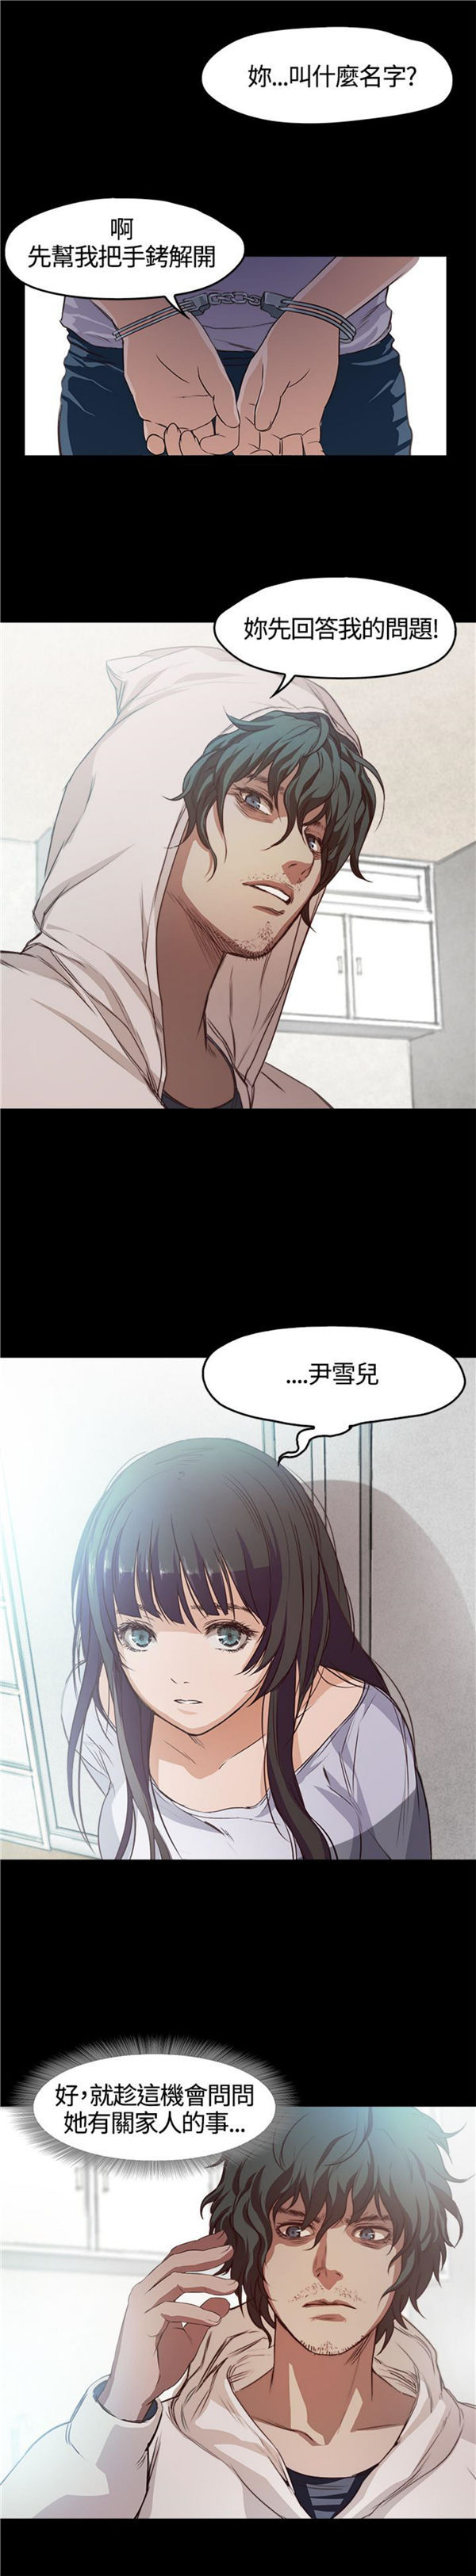 妳...叫什麼名字?
啊
先幫我把手銬解開
妳先回答我的問題!
....尹雪兒
好,就趁這機會問問
她有關家人的事...